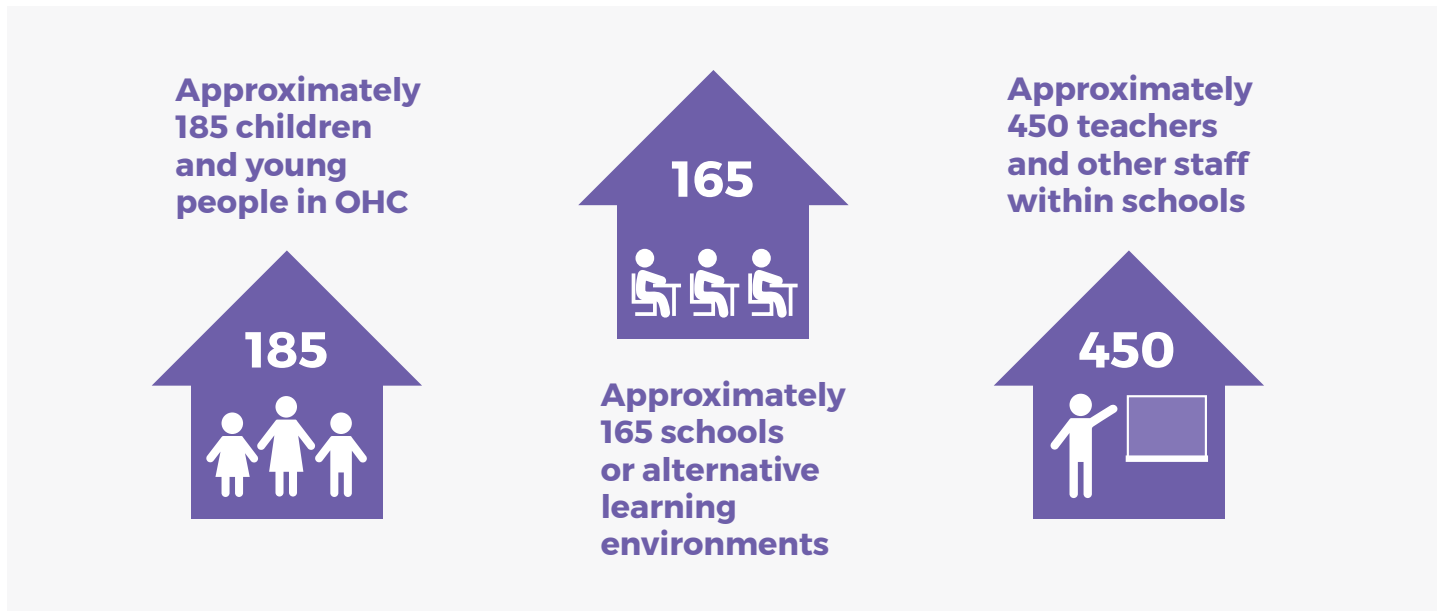 Approximately
185 children
and young
people in OHC
185
165
Approximately
165 schools
or alternative
learning
environments
Approximately
450 teachers
and other staff
within schools
450